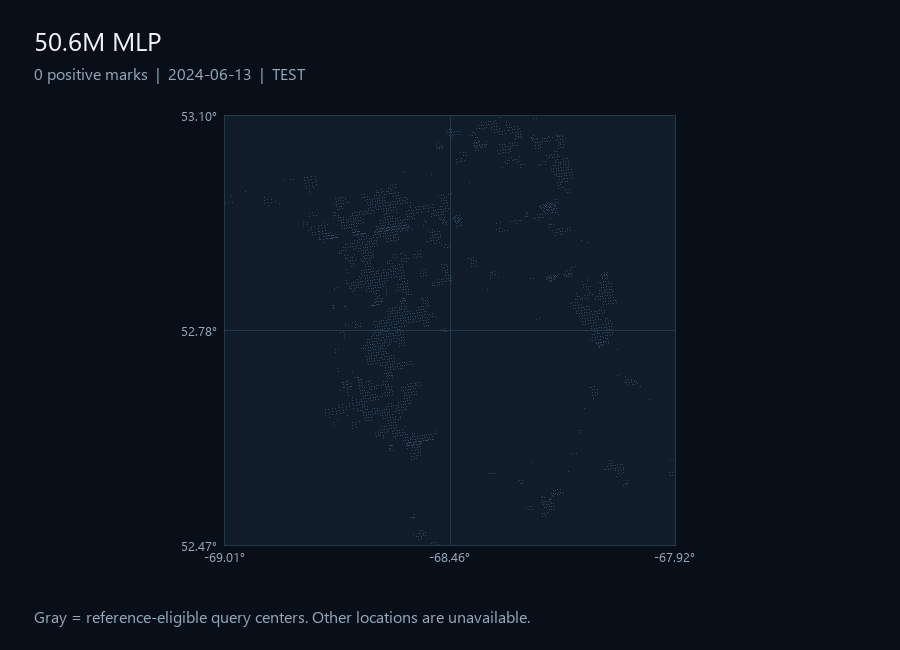 50.6M MLP
0 positive marks | 2024-06-13 | TEST
53.10°
52.78°
52.47°
-69.01° -68.46° -67.92°
Gray = reference-eligible query centers. Other locations are unavailable.